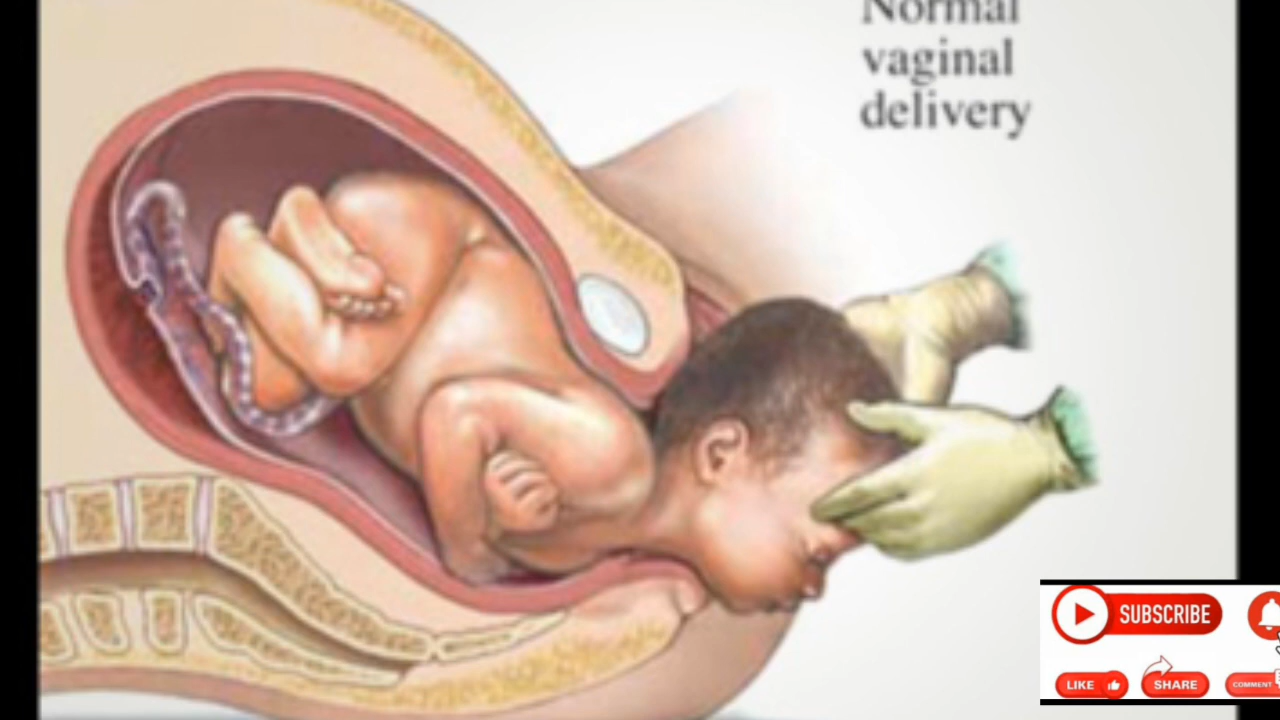 Normal
vaginal
delivery
SUBSCRIBE
LIKE
SHARE
COMMENT